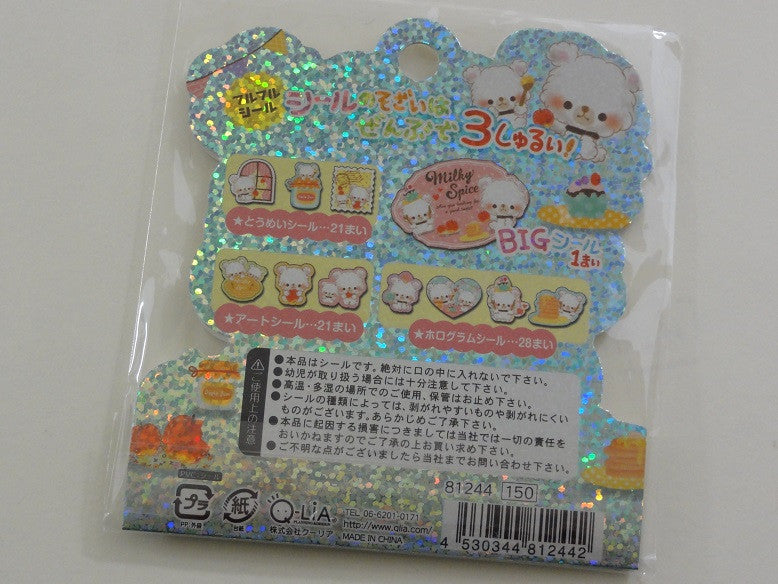 プルプル
シール
シールのそざいは
ぜんぶで3しゅるい!
★とうめいシール…21まい
Milky
Spice
BIGシール
1まい
★アートシール…21まい
★ホログラムシール…28まい
ご使用上の注意
●本品はシールです。絶対に口の中に入れないで下さい。
●幼児が取り扱う場合には十分注意して下さい。
●高温・多湿の場所でのご使用、保管はお止め下さい。
●シールの種類によっては、剥がれやすいものや剥がれにくい
ものがございます。あらかじめご了承下さい。
●本品に起因する損害につきましては当社では一切の責任を
おいかねますのでご了承の上お買い求め下さい。
●ご不明な点がございましたら当社までお問い合わせ下さい。
81244 150
プラ
PP:外袋
紙
台紙
Q-LiA
株式会社クーリア
TEL 06-6201-0171
http://www.qlia.com/
MADE IN CHINA
4 530344 812442